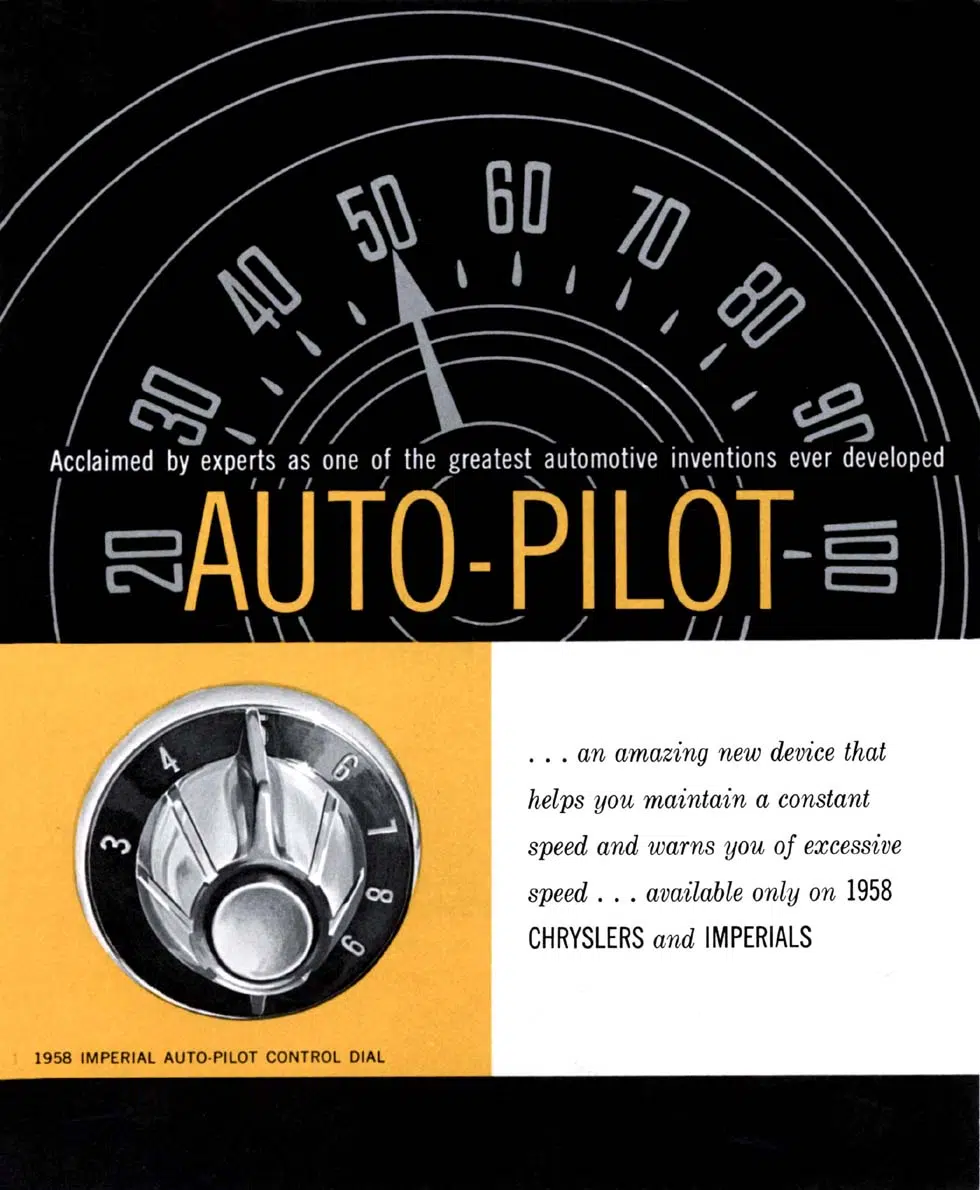 60
50
70
40
80
30
90
Acclaimed by experts as one of the greatest automotive inventions ever developed
20
AUTO-PILOT
100
5
4
6
3
7
8
9
. . . an amazing new device that
helps you maintain a constant
speed and warns you of excessive
speed . . . available only on 1958
CHRYSLERS and IMPERIALS
1958 IMPERIAL AUTO-PILOT CONTROL DIAL